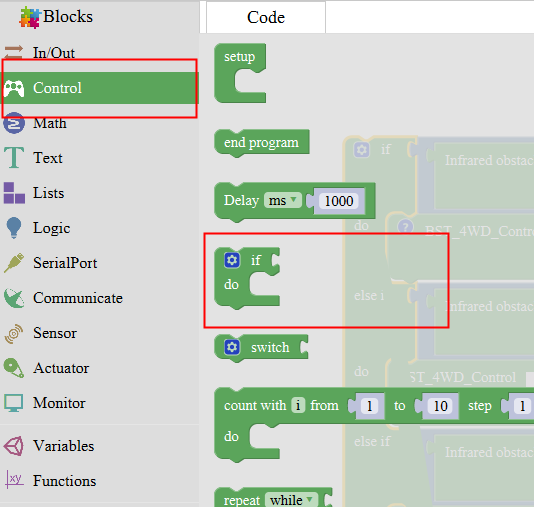 Blocks
Code
In/Out
Control
Math
Text
Lists
Logic
SerialPort
Communicate
Sensor
Actuator
Monitor
Variables
Functions
setup
end program
Delay ms 1000
if
do
switch
count with i from 1 to 10 step 1
do
repeat while
if
Infrared obstac
do
BST_4WD_Contro
else i
Infrared obstac
do
ST_4WD_Control
else if
Infrared obstac